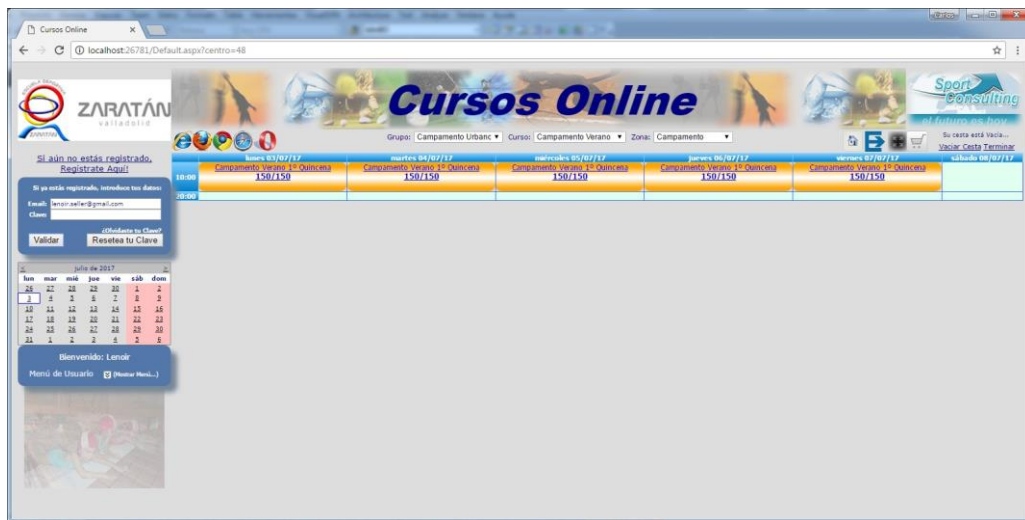 Cursos Online
localhost:26781/Default.aspx?centro=48
ZARATÁN
valladolid
ZARATÁN
Cursos Online
Sport
Consulting
el futuro es hoy
Grupo: Campamento Urbanc Curso: Campamento Verano Zona: Campamento
Su cesta está Vacía...
Vaciar Cesta Terminar
Si aún no estás registrado,
Registrate Aquí!
Si ya estás registrado, introduce tus datos:
Email: lenoir.seller@gmail.com
Clave:
¿Olvidaste tu Clave?
Validar Resetea tu Clave
lunes 03/07/17 martes 04/07/17 miércoles 05/07/17 jueves 06/07/17 viernes 07/07/17 sábado 08/07/17
10:00
Campamento Verano 1º Quincena Campamento Verano 1º Quincena Campamento Verano 1º Quincena Campamento Verano 1º Quincena Campamento Verano 1º Quincena
150/150 150/150 150/150 150/150 150/150
20:00
< julio de 2017 >
lun mar mié jue vie sáb dom
26 27 28 29 30 1 2
3 4 5 6 7 8 9
10 11 12 13 14 15 16
17 18 19 20 21 22 23
24 25 26 27 28 29 30
31 1 2 3 4 5 6
Bienvenido: Lenoir
Menú de Usuario (Mostrar Menú...)